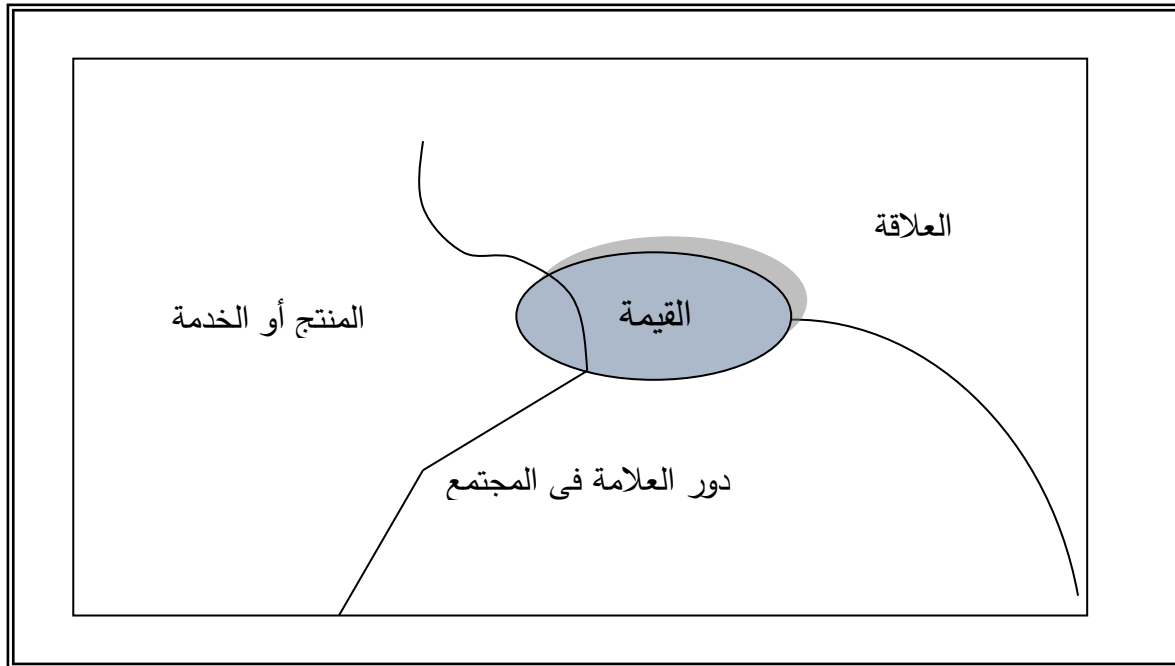 العلاقة
القيمة
المنتج أو الخدمة
دور العلامة فى المجتمع